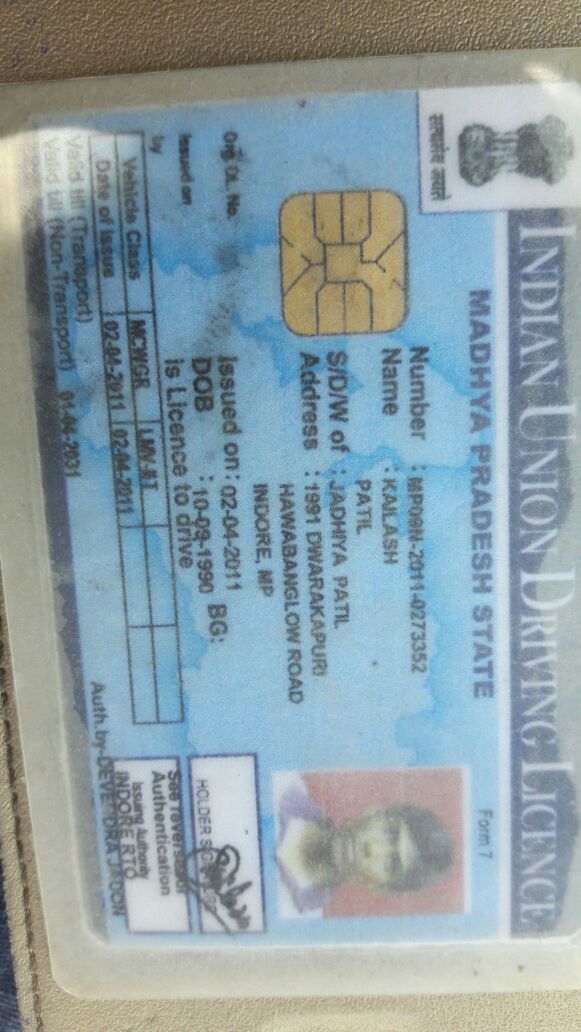 सत्यमेव जयते
INDIAN UNION DRIVING LICENCE
MADHYA PRADESH STATE
Form 7
Number : MP09N-2011-0273352
Name : KAILASH
PATIL
S/D/W of : JADHIYA PATIL
Address : 1991 DWARAKAPURI
HAWABANGLOW ROAD
INDORE, MP
Org DL. No.
Issued on : 02-04-2011
DOB : 10-09-1990 BG:
Issued on
is Licence to drive
by
Vehicle Class MCWGR LMV-NT
Date of Issue 02-04-2011 02-04-2011
Valid till (Transport)
Valid till (Non-Transport) 01-04-2031
HOLDER SIGNATURE
See reverse for
Authentication
Issuing Authority
INDORE RTO
Auth.by-DEVENDRA JADON